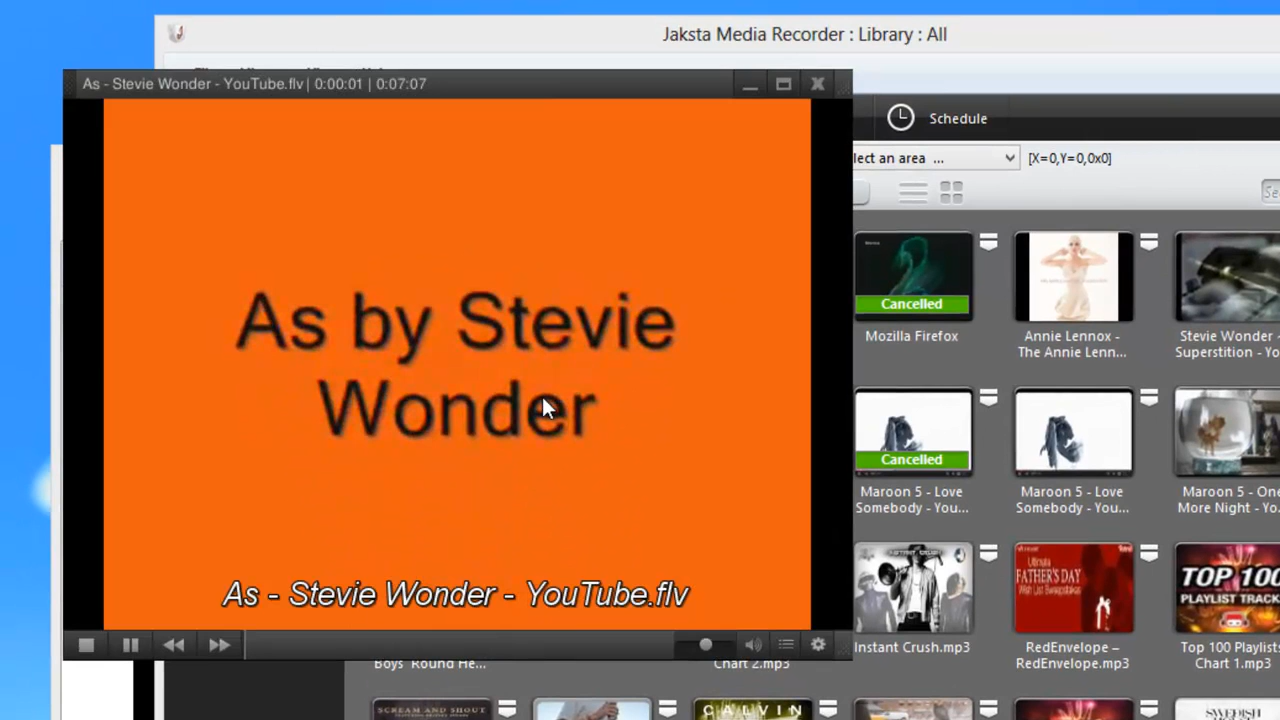 Jaksta Media Recorder : Library : All
As - Stevie Wonder - YouTube.flv | 0:00:01 | 0:07:07
Schedule
lect an area ...
[X=0,Y=0,0x0]
As by Stevie
Wonder
As - Stevie Wonder - YouTube.flv
Cancelled
Mozilla Firefox
Annie Lennox -
The Annie Lenn...
Stevie Wonder -
Superstition - Yo
Cancelled
Maroon 5 - Love
Somebody - You...
Maroon 5 - Love
Somebody - You...
Maroon 5 - One
More Night - Yo
FATHER'S DAY
TOP 100
PLAYLIST TRACK
Instant Crush.mp3
RedEnvelope –
RedEnvelope.mp3
Top 100 Playlists
Chart 1.mp3
Boys 'Round He...
Chart 2.mp3
SCREAM AND SHOUT
CALVIN
SWEDISH